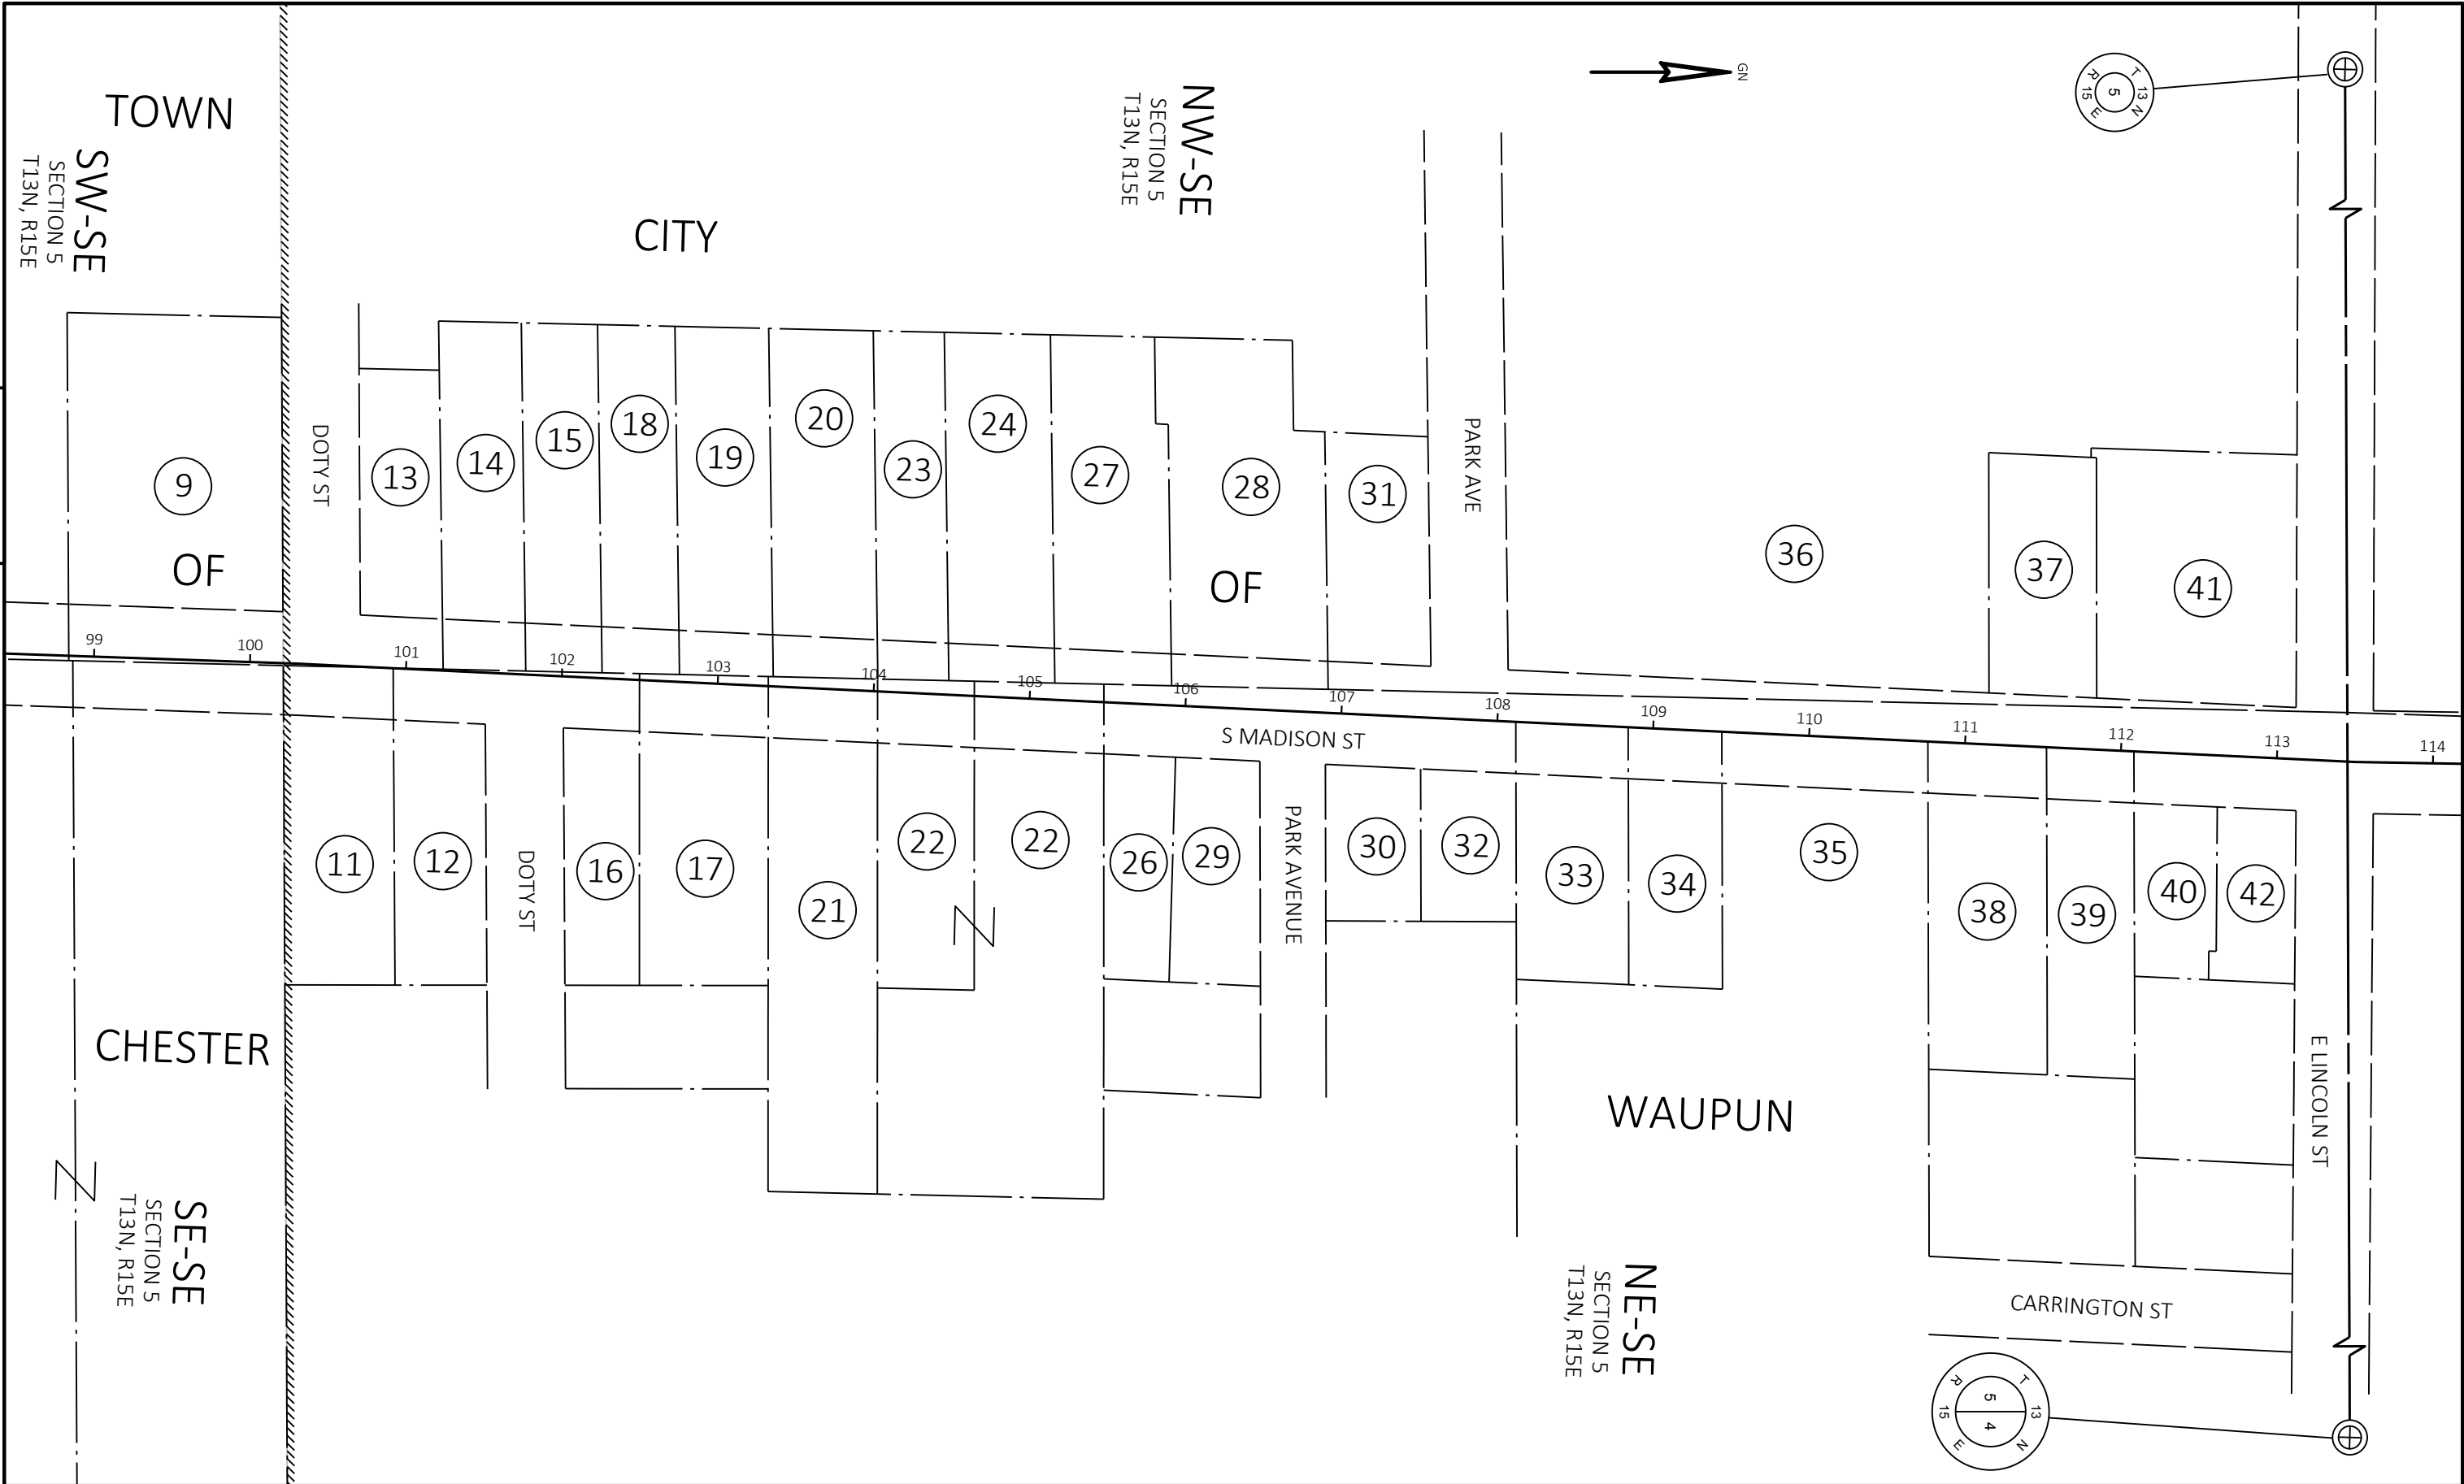 TOWN
SW-SE
SECTION 5
T13N, R15E
CITY
NW-SE
SECTION 5
T13N, R15E
GN
T 13 N
R 15 E
5
9
OF
DOTY ST
13
14
15
18
19
20
23
24
27
28
31
OF
PARK AVE
36
37
41
99
100
101
102
103
104
105
106
107
108
109
110
111
112
113
114
S MADISON ST
11
12
DOTY ST
16
17
21
22
22
26
29
PARK AVENUE
30
32
33
34
35
38
39
40
42
E LINCOLN ST
CHESTER
WAUPUN
SE-SE
SECTION 5
T13N, R15E
NE-SE
SECTION 5
T13N, R15E
CARRINGTON ST
T 13 N
R 15 E
5
4